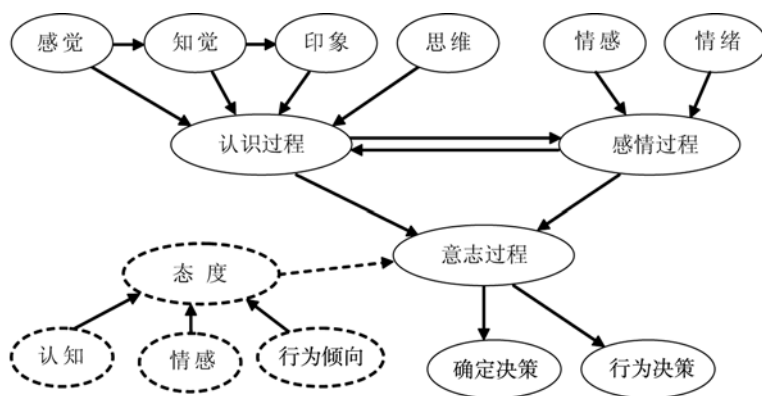 感觉
知觉
印象
思维
情感
情绪
认识过程
感情过程
意志过程
态 度
认知
情感
行为倾向
确定决策
行为决策